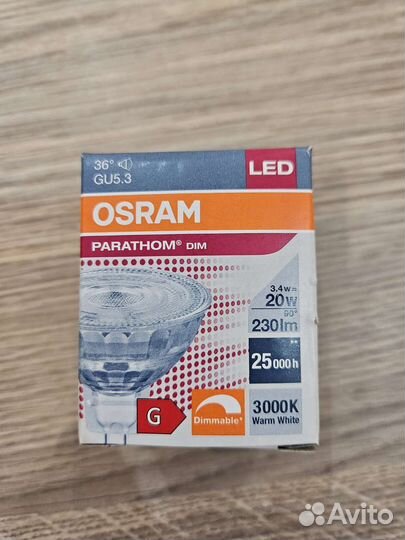 36°
GU5.3
LED
OSRAM
PARATHOM® DIM
3.4W=
20W
90°
230lm
25000h
G
Dimmable*
3000K
Warm White
Avito